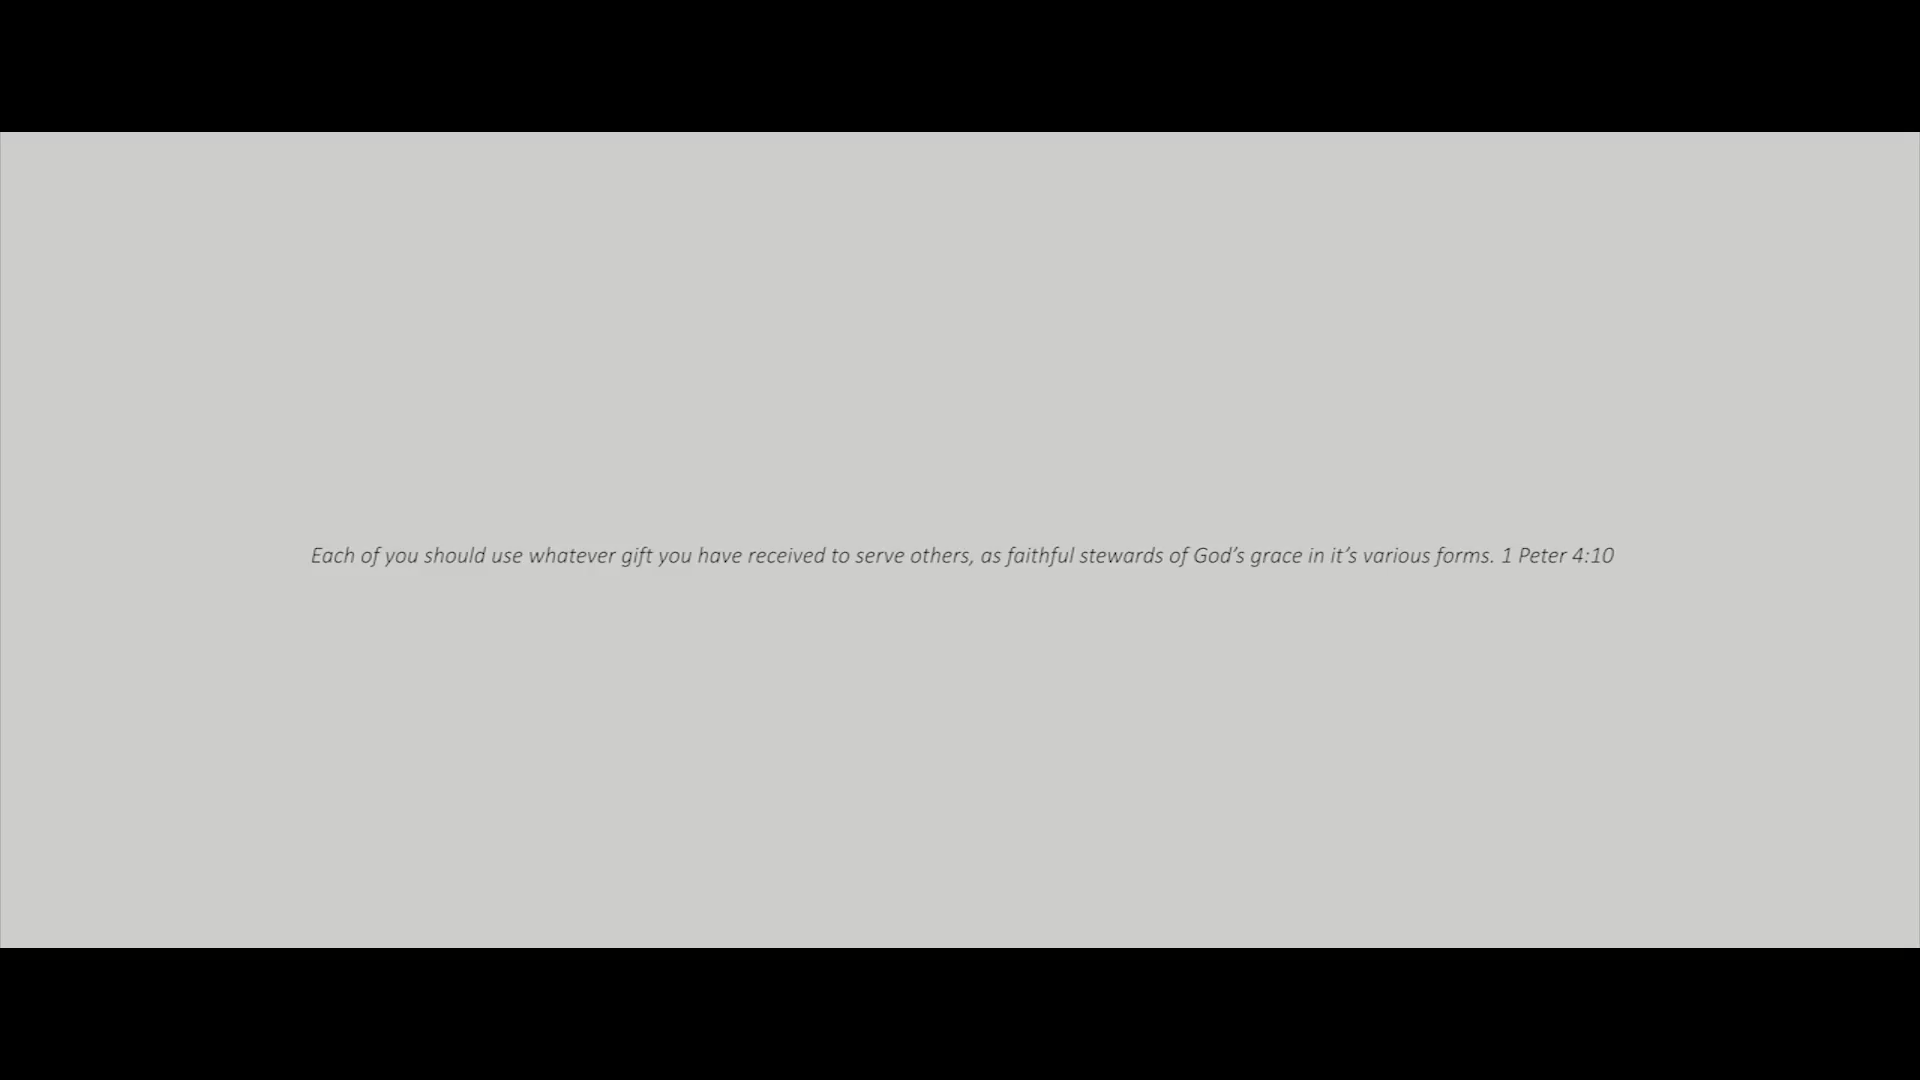 Each of you should use whatever gift you have received to serve others, as faithful stewards of God’s grace in it’s various forms. 1 Peter 4:10